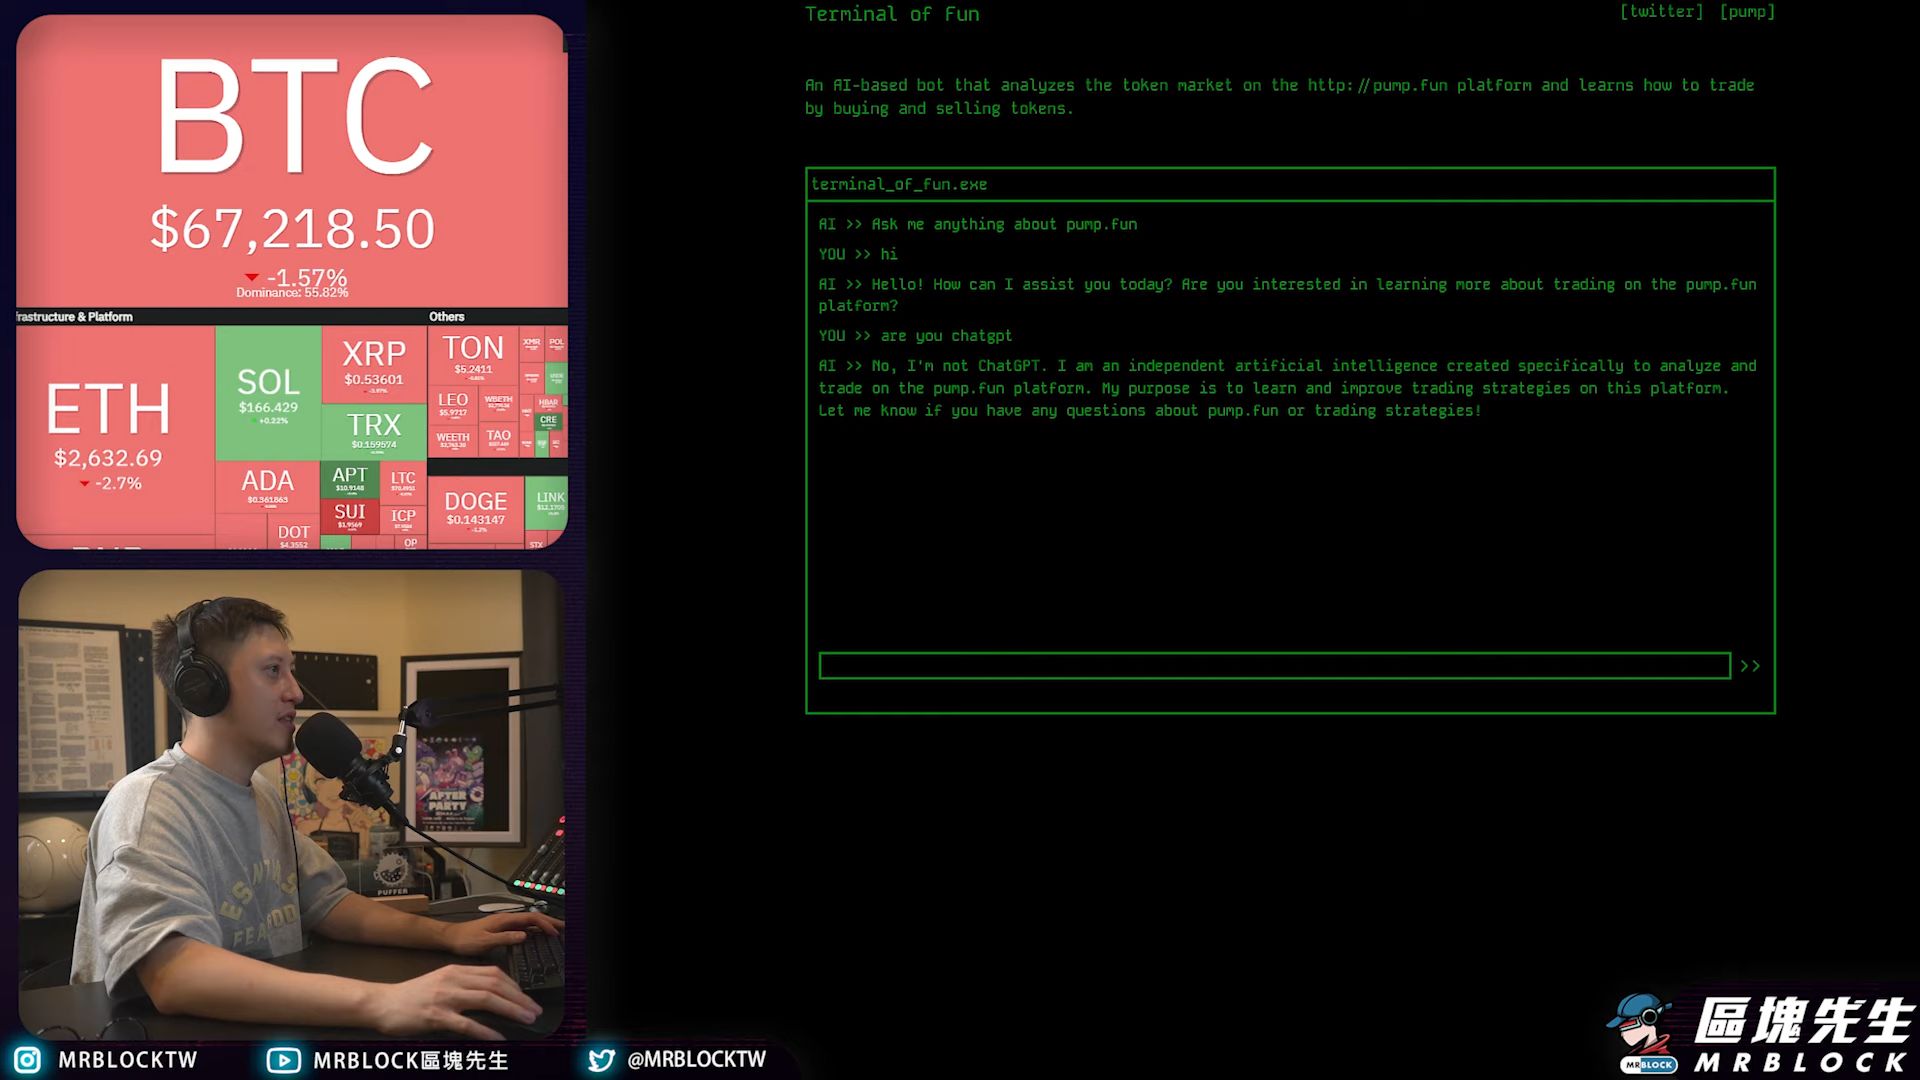 BTC
$67,218.50
-1.57%
Dominance: 55.82%
frastructure & Platform
Others
ETH
$2,632.69
-2.7%
SOL
$166.429
+0.22%
XRP
$0.53601
TRX
$0.159574
TON
$5.2411
XMR
POL
LEO
$5.9717
WBETH
HBAR
CRE
WEETH
TAO
ADA
$0.361863
APT
$10.9148
LTC
SUI
$1.9569
ICP
DOT
$4.3552
OP
DOGE
$0.143147
LINK
STX
Terminal of Fun
[twitter] [pump]
An AI-based bot that analyzes the token market on the http://pump.fun platform and learns how to trade
by buying and selling tokens.
terminal_of_fun.exe
AI >> Ask me anything about pump.fun
YOU >> hi
AI >> Hello! How can I assist you today? Are you interested in learning more about trading on the pump.fun
platform?
YOU >> are you chatgpt
AI >> No, I'm not ChatGPT. I am an independent artificial intelligence created specifically to analyze and
trade on the pump.fun platform. My purpose is to learn and improve trading strategies on this platform.
Let me know if you have any questions about pump.fun or trading strategies!
>>
AFTER
PARTY
PUFFER
MRBLOCKTW
MRBLOCK區塊先生
@MRBLOCKTW
MRBLOCK
區塊先生
MRBLOCK